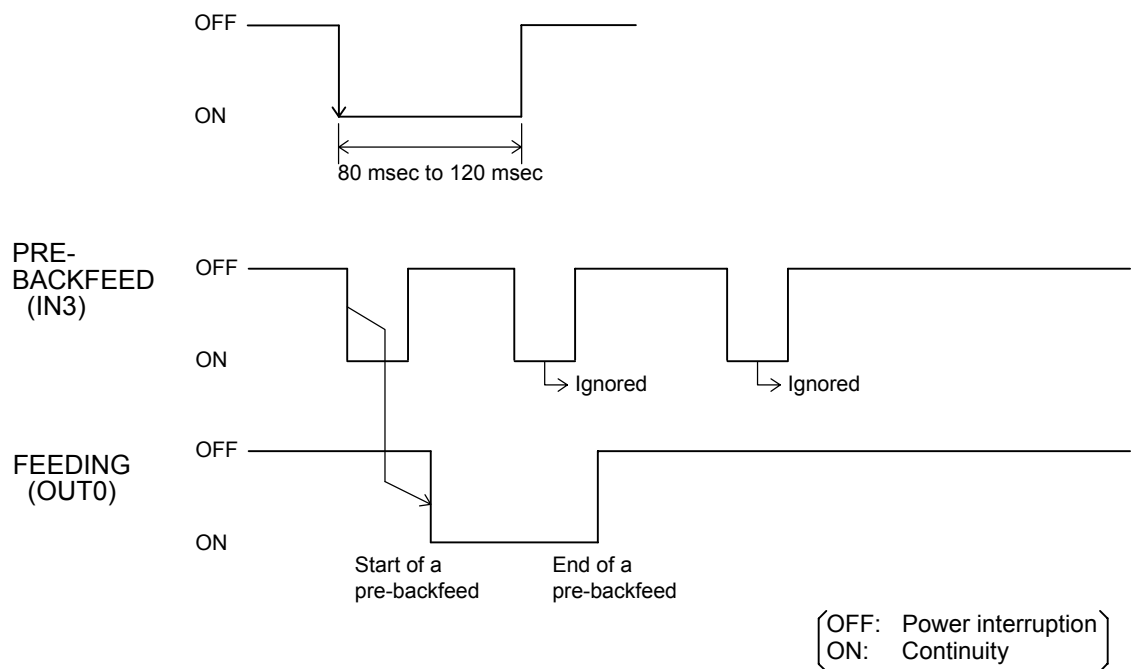 OFF
ON
80 msec to 120 msec
PRE-
BACKFEED
(IN3)
OFF
ON
Ignored
Ignored
FEEDING
(OUT0)
OFF
ON
Start of a
pre-backfeed
End of a
pre-backfeed
OFF: Power interruption
ON: Continuity